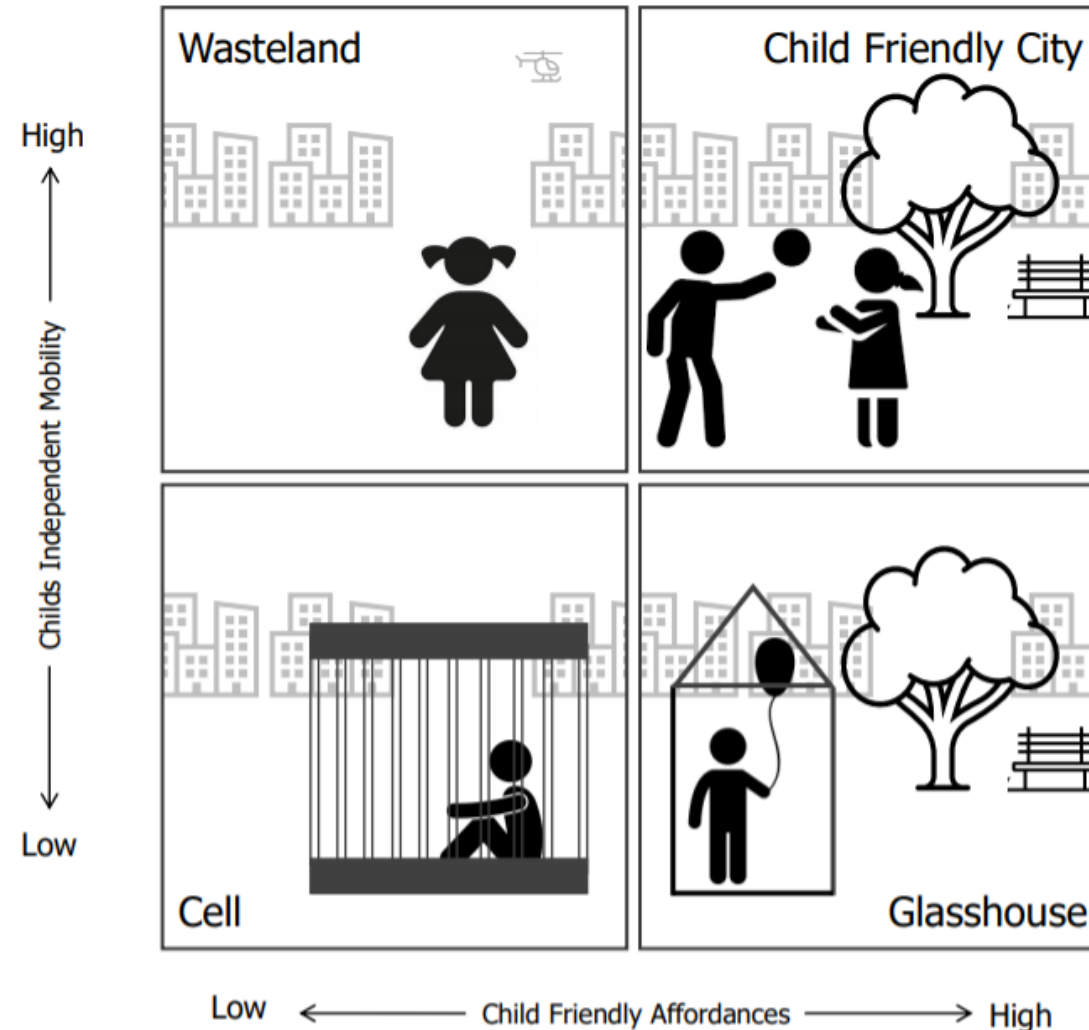 Wasteland
Child Friendly City
High
Childs Independent Mobility
Low
Cell
Glasshouse
Low
Child Friendly Affordances
High